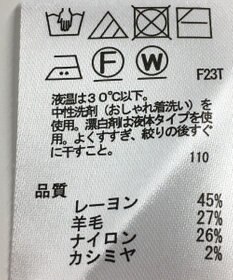 F W F23T
液温は30℃以下。
中性洗剤(おしゃれ着洗い)を
使用。漂白剤は液体タイプを使
用。よくすすぎ、絞りの後すぐ
に干すこと。
110
品質
レーヨン 45%
羊毛 27%
ナイロン 26%
カシミヤ 2%